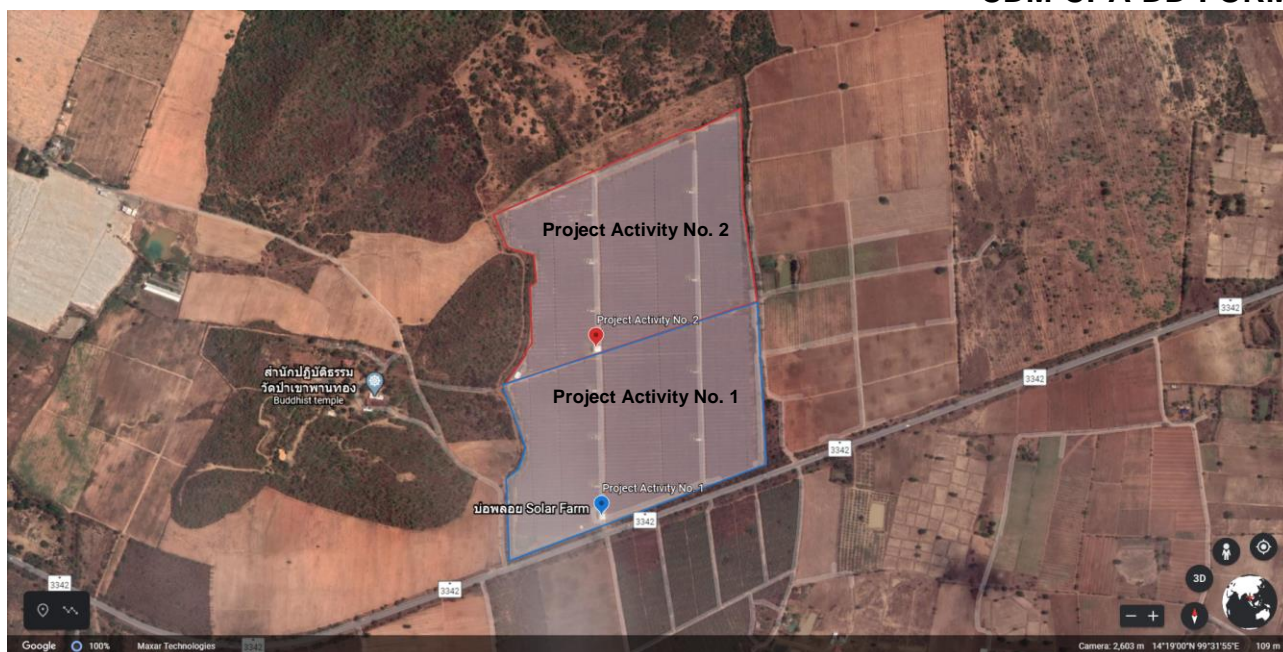 Project Activity No. 2
3342
Project Activity No. 2
3342
สำนักปฏิบัติธรรม
วัดป่าเขาพานทอง
Buddhist temple
Project Activity No. 1
3342
Project Activity No. 1
บ่อพลอย Solar Farm
3342
3342
3342
3D
Google 100% Maxar Technologies
3342
Camera: 2,603 m 14°19'00"N 99°31'55"E 109 m